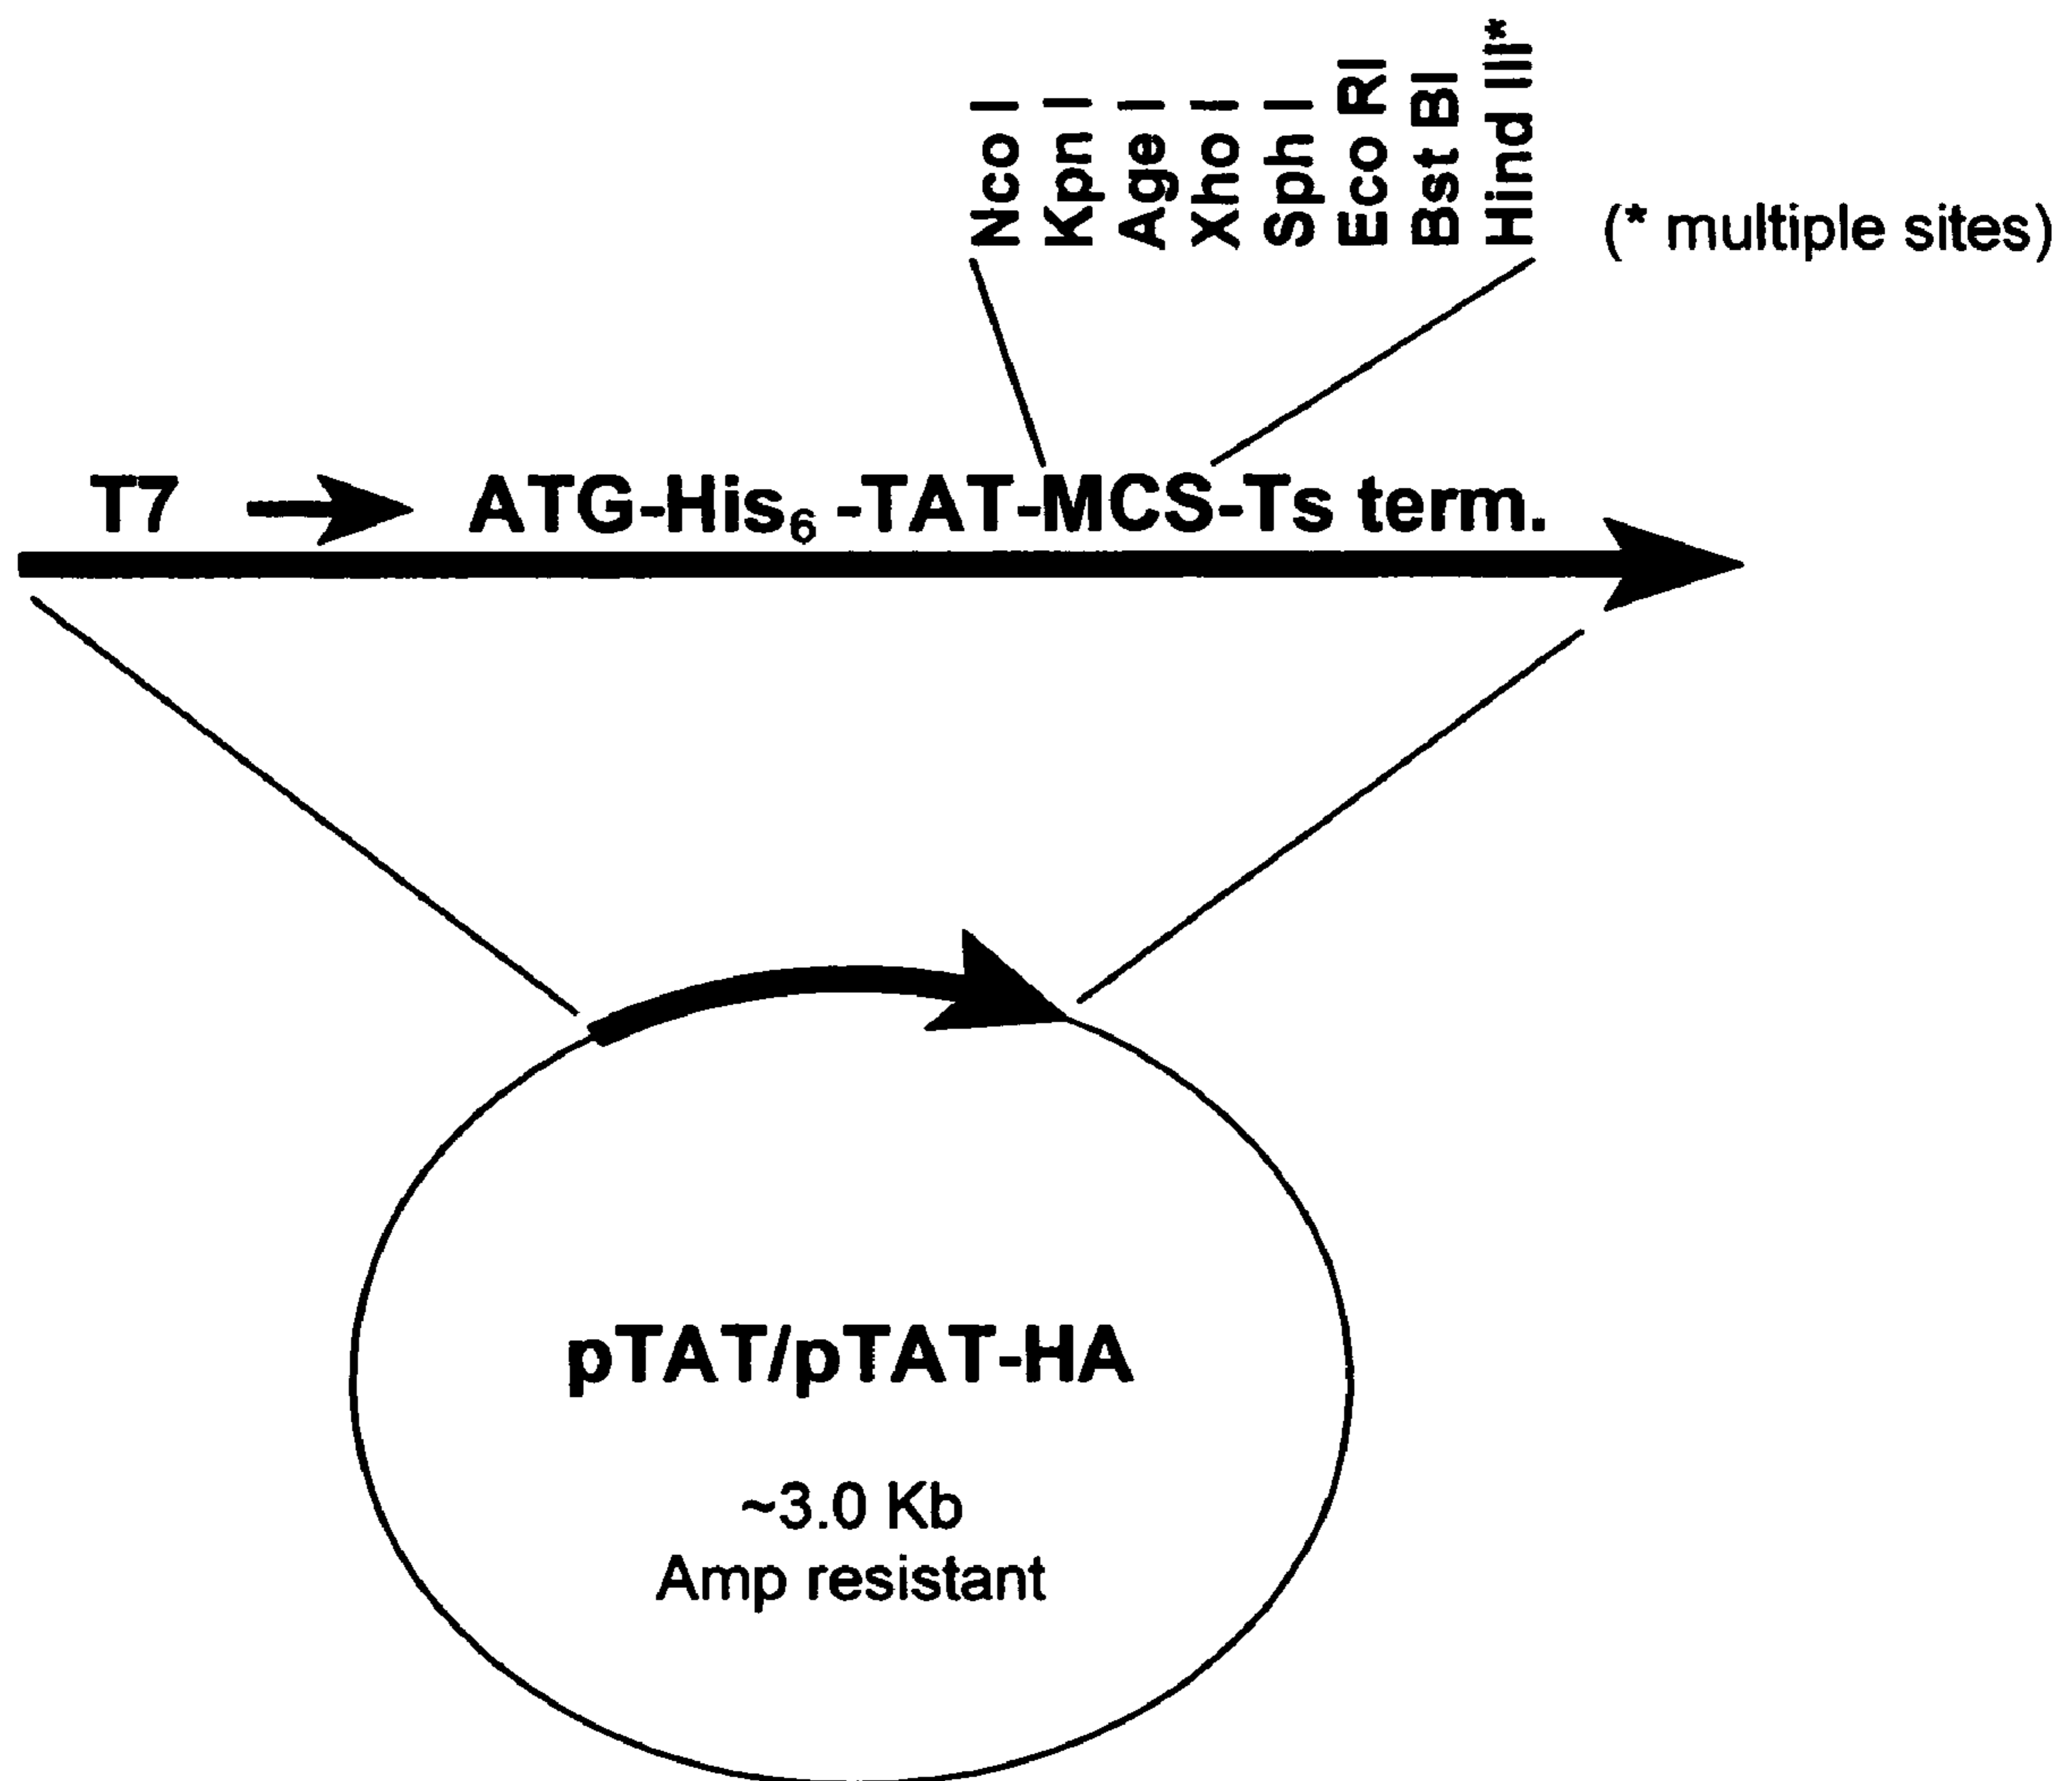 Nco I
Kpn I
Age I
Xho I
Sph I
Eco RI
Bst BI
Hind III*
(* multiple sites)
T7 ATG-His6 -TAT-MCS-Ts term.
pTAT/pTAT-HA
~3.0 Kb
Amp resistant